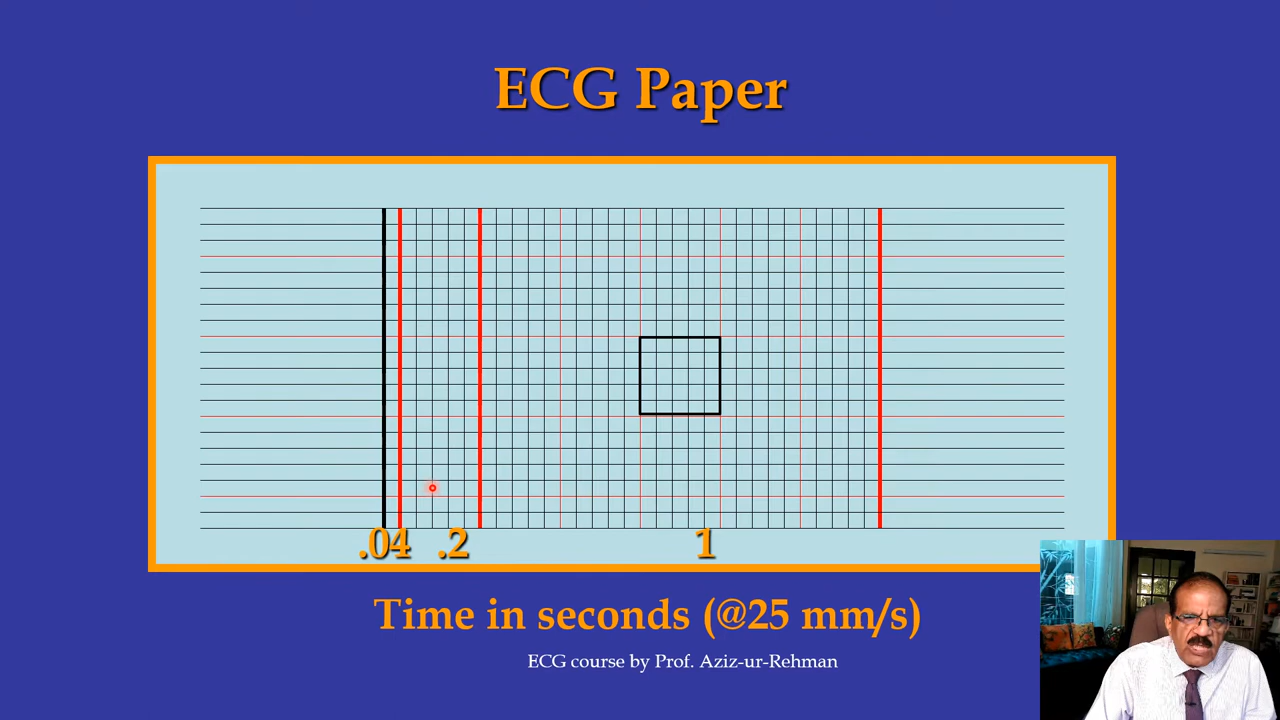 ECG Paper
.04 .2 1
Time in seconds (@25 mm/s)
ECG course by Prof. Aziz-ur-Rehman